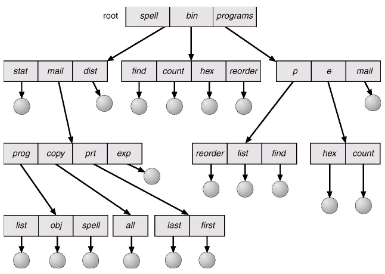 root spell bin programs
stat mail dist find count hex reorder p e mail
prog copy prt exp reorder list find hex count
list obj spell all last first